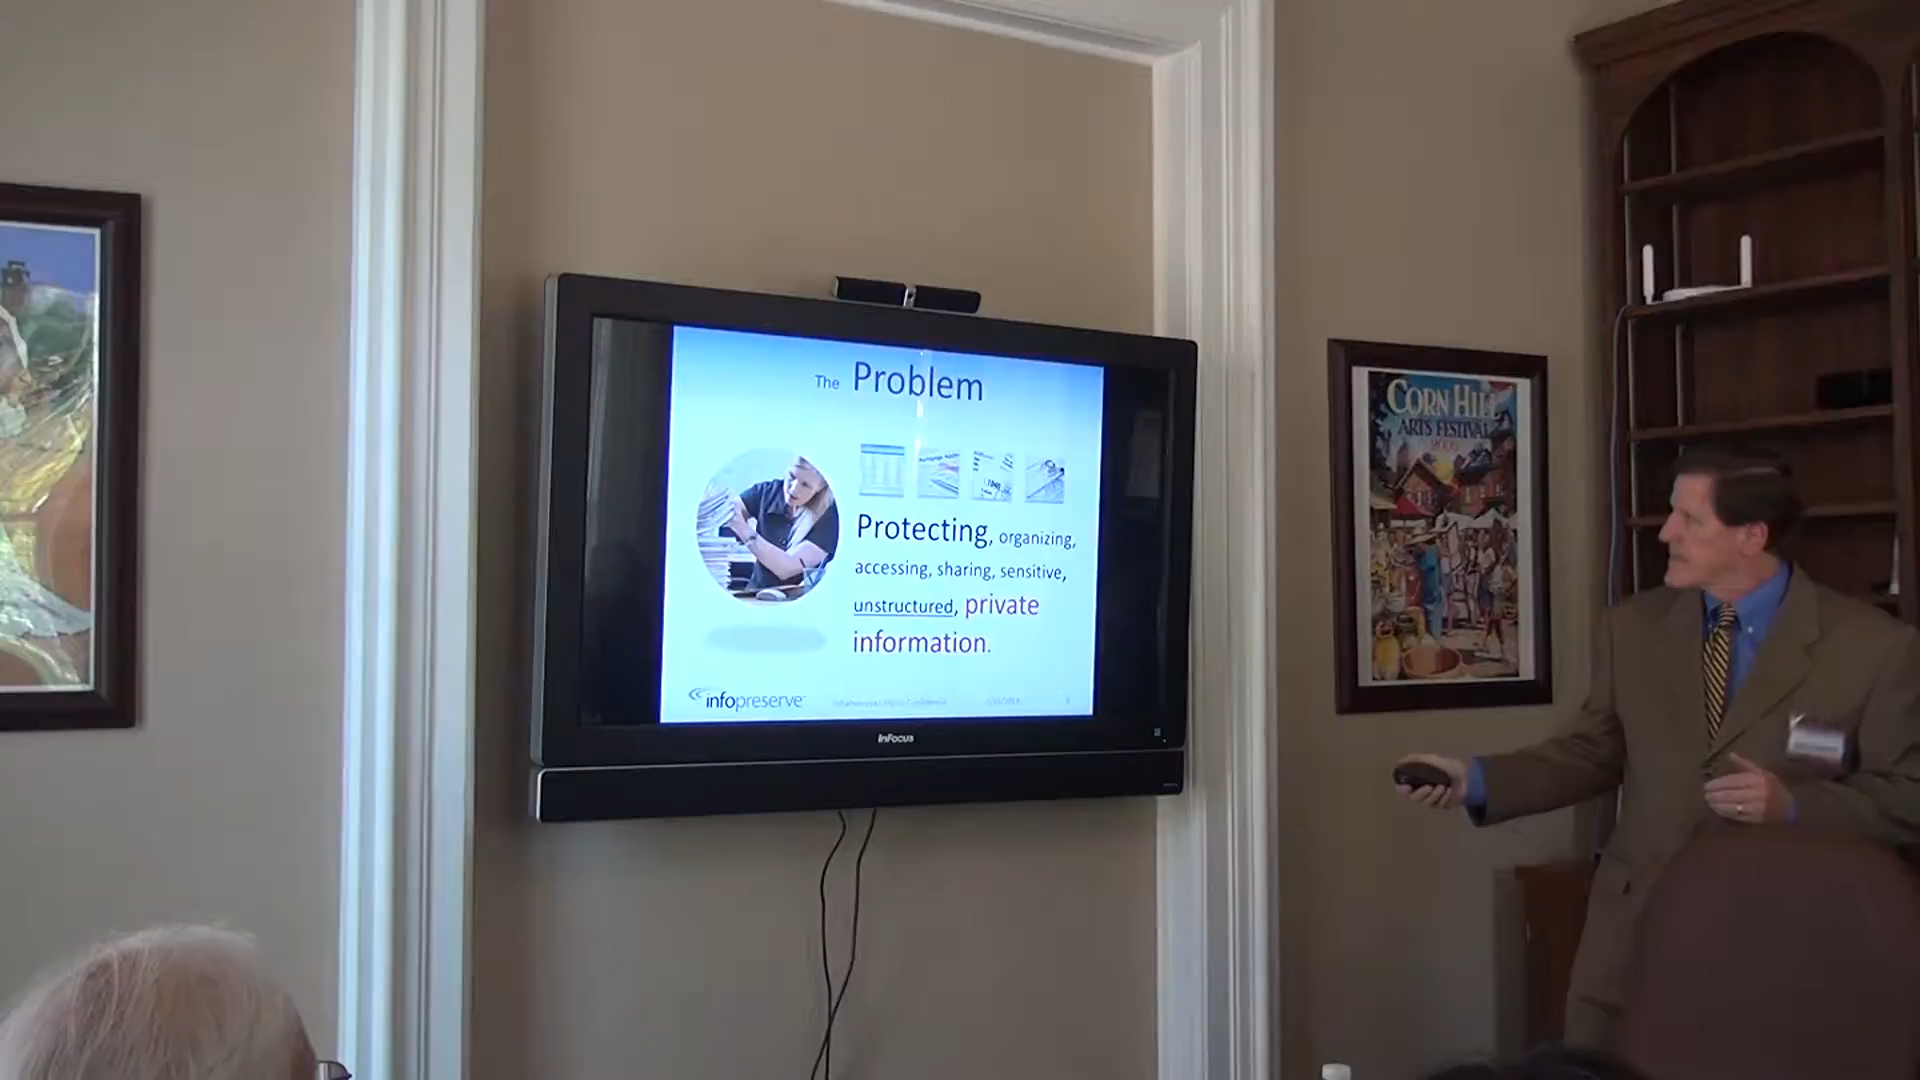 The Problem
Protecting, organizing,
accessing, sharing, sensitive,
unstructured, private
information.
infopreserve
InFocus
CORN HILL
ARTS FESTIVAL